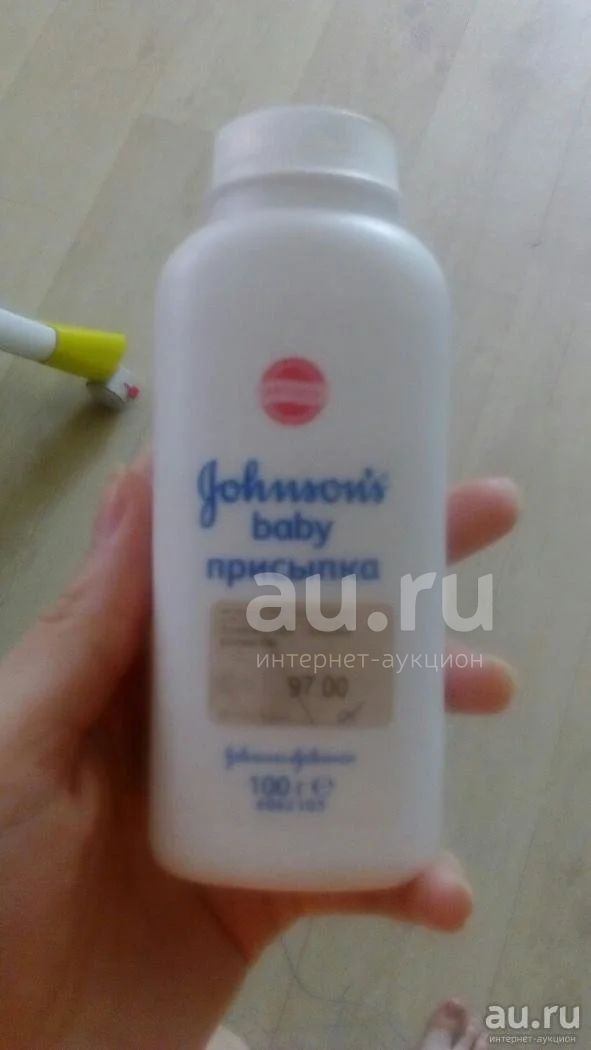 Johnson's
baby
присыпка
au.ru
интернет-аукцион
97 00
Johnson&Johnson
100 г ℮
au.ru
интернет-аукцион